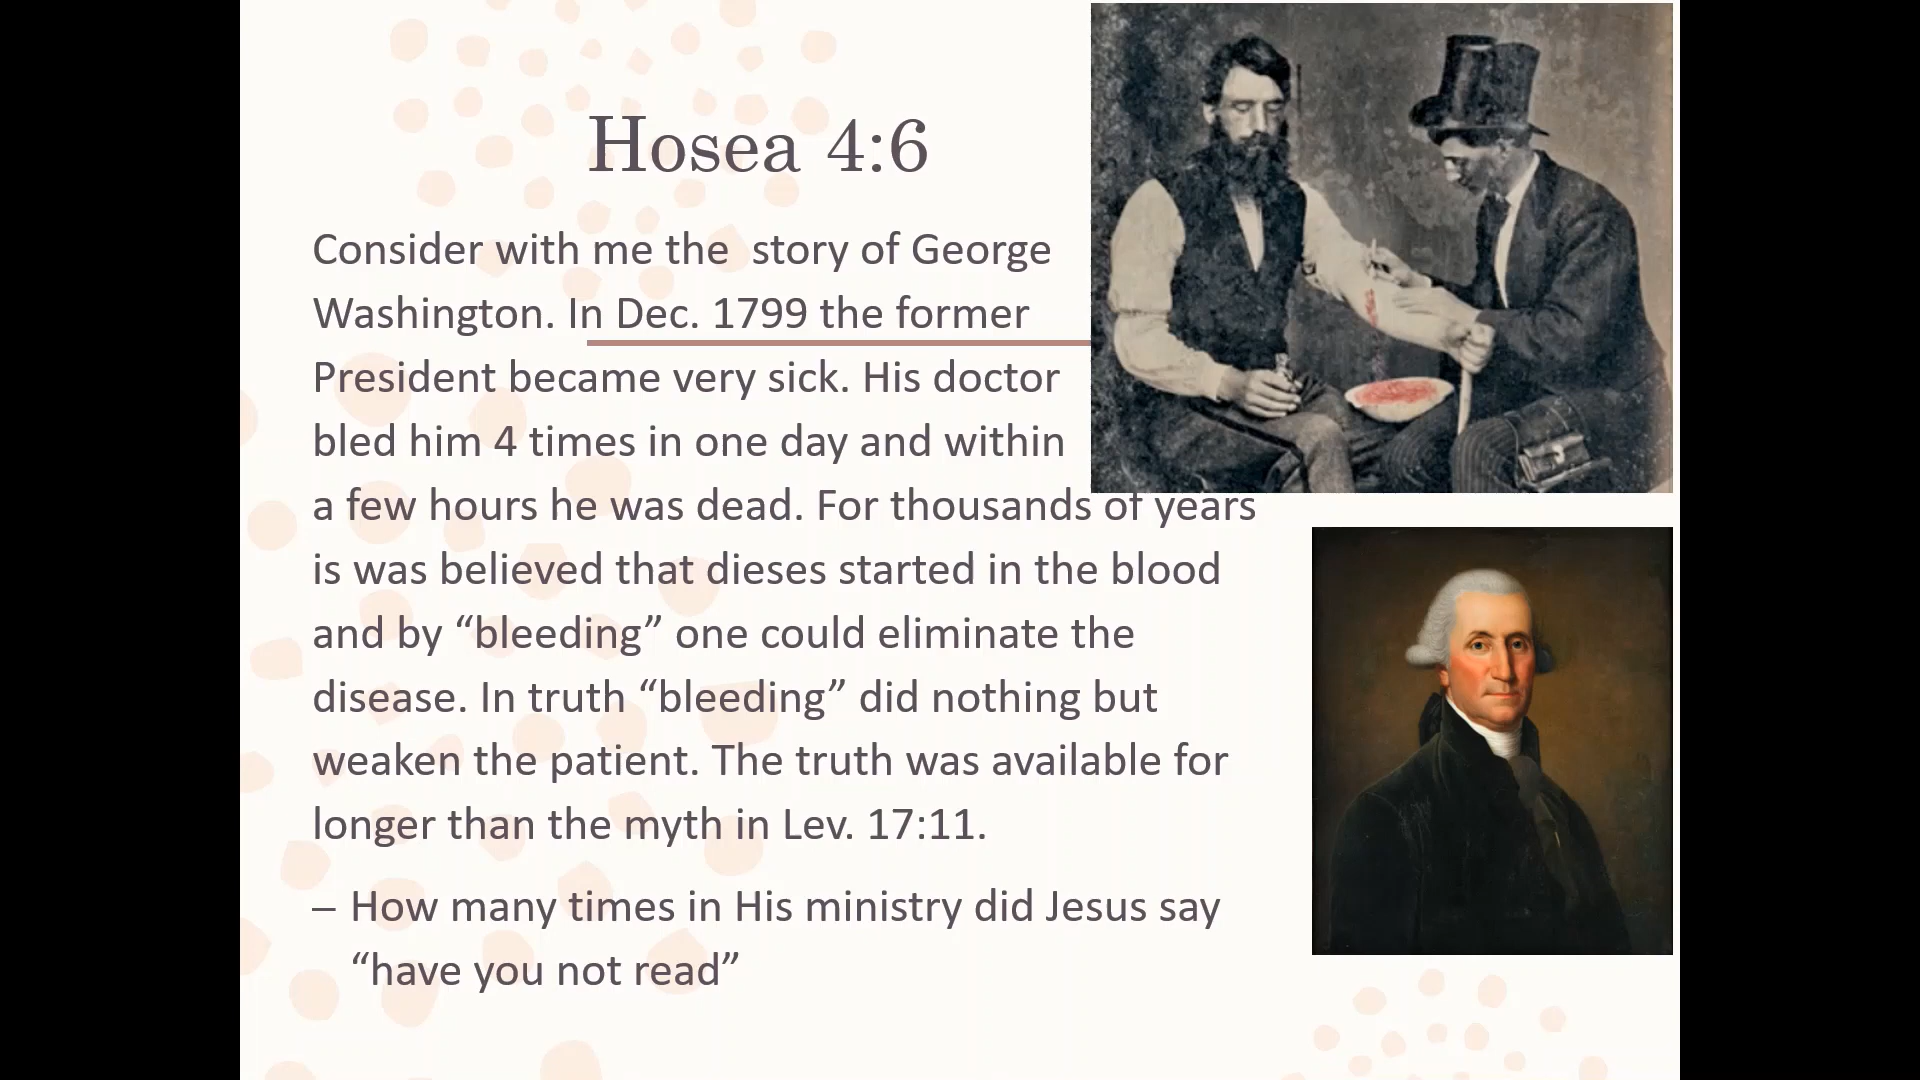 Hosea 4:6
Consider with me the story of George
Washington. In Dec. 1799 the former
President became very sick. His doctor
bled him 4 times in one day and within
a few hours he was dead. For thousands of years
is was believed that dieses started in the blood
and by “bleeding” one could eliminate the
disease. In truth “bleeding” did nothing but
weaken the patient. The truth was available for
longer than the myth in Lev. 17:11.
– How many times in His ministry did Jesus say
“have you not read”